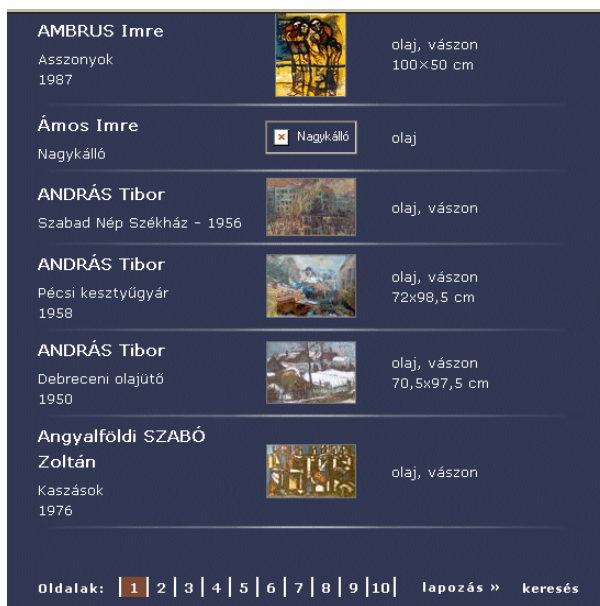 AMBRUS Imre
Asszonyok
1987
olaj, vászon
100×50 cm
Ámos Imre
Nagykálló
Nagykálló
olaj
ANDRÁS Tibor
Szabad Nép Székház - 1956
olaj, vászon
ANDRÁS Tibor
Pécsi kesztyűgyár
1958
olaj, vászon
72x98,5 cm
ANDRÁS Tibor
Debreceni olajütő
1950
olaj, vászon
70,5x97,5 cm
Angyalföldi SZABÓ
Zoltán
Kaszások
1976
olaj, vászon
Oldalak: 1 2 3 4 5 6 7 8 9 10 lapozás » keresés